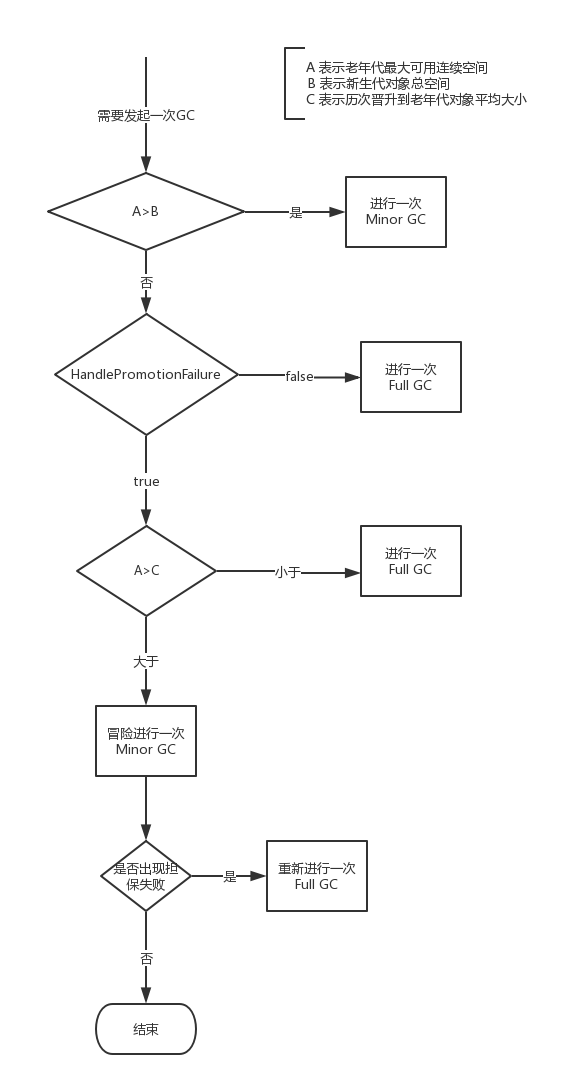 A 表示老年代最大可用连续空间
B 表示新生代对象总空间
C 表示历次晋升到老年代对象平均大小
需要发起一次GC
A>B
是
进行一次
Minor GC
否
HandlePromotionFailure
false
进行一次
Full GC
true
A>C
小于
进行一次
Full GC
大于
冒险进行一次
Minor GC
是否出现担
保失败
是
重新进行一次
Full GC
否
结束